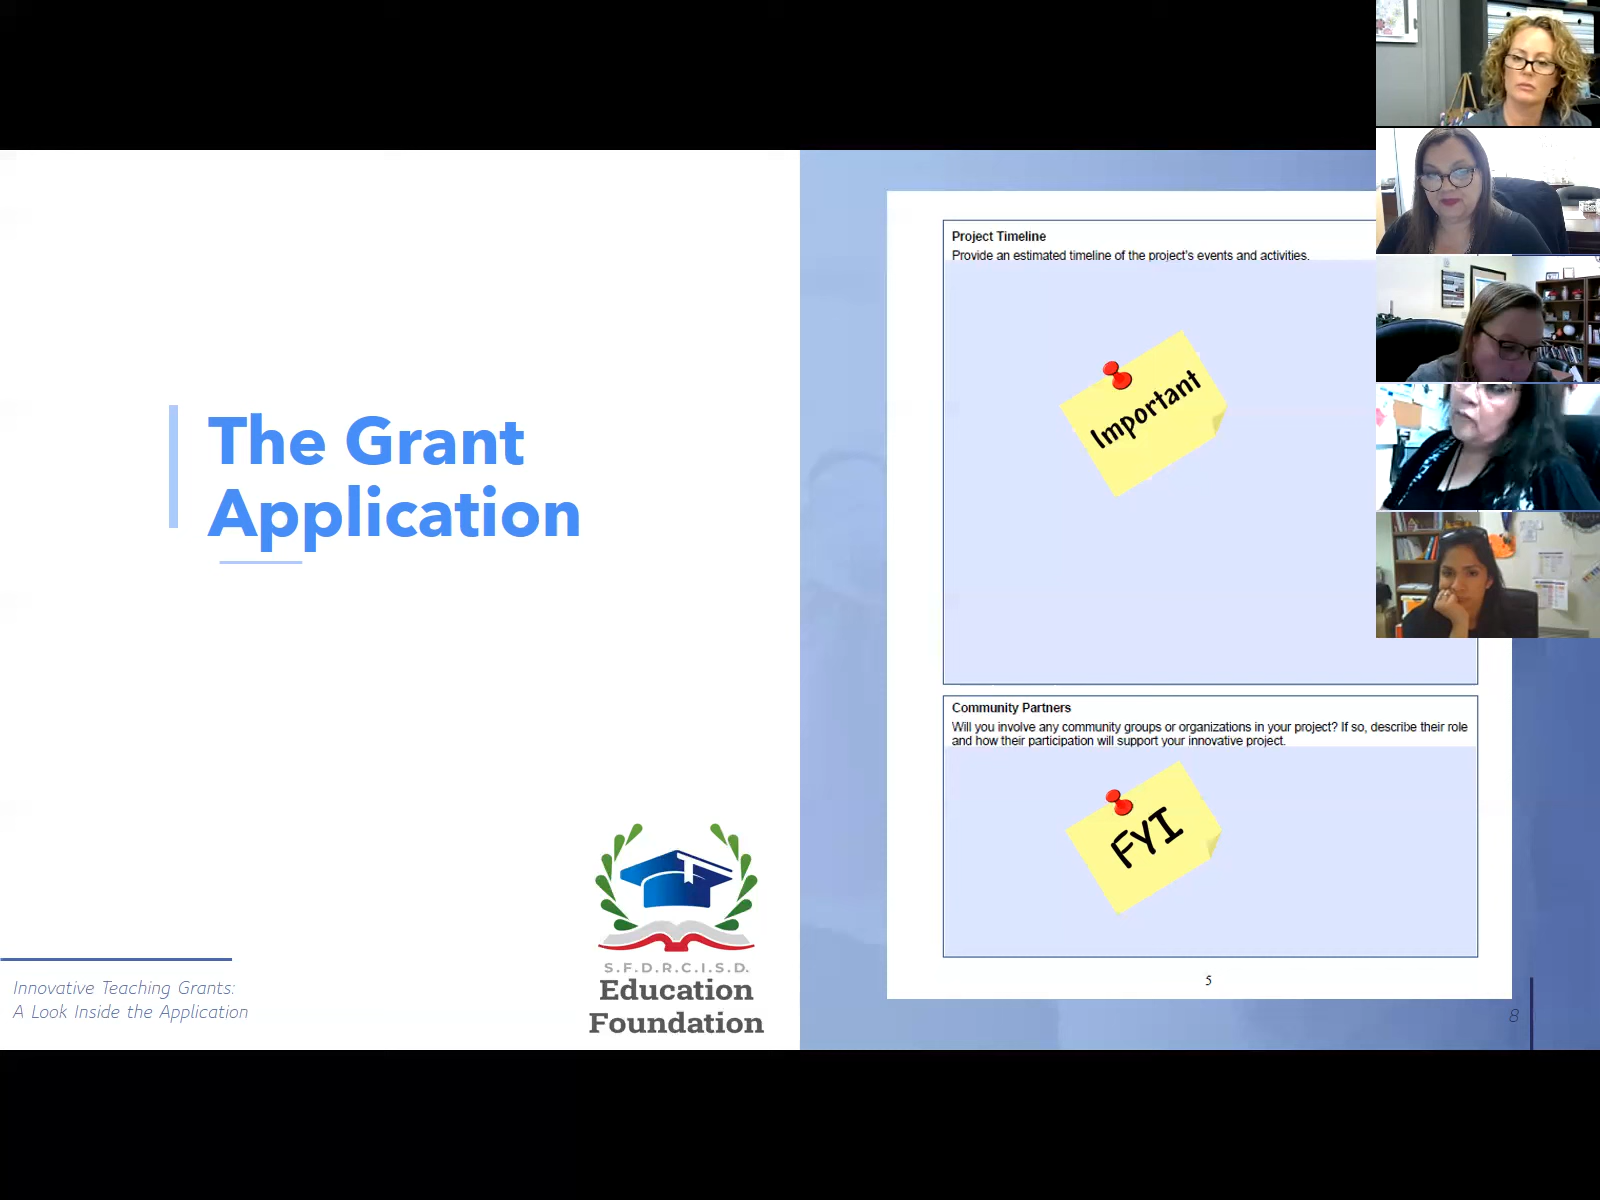 The Grant
Application
Innovative Teaching Grants:
A Look Inside the Application
S.F.D.R.C.I.S.D.
Education
Foundation
Project Timeline
Provide an estimated timeline of the project's events and activities.
Important
Community Partners
Will you involve any community groups or organizations in your project? If so, describe their role
and how their participation will support your innovative project.
FYI
5
8